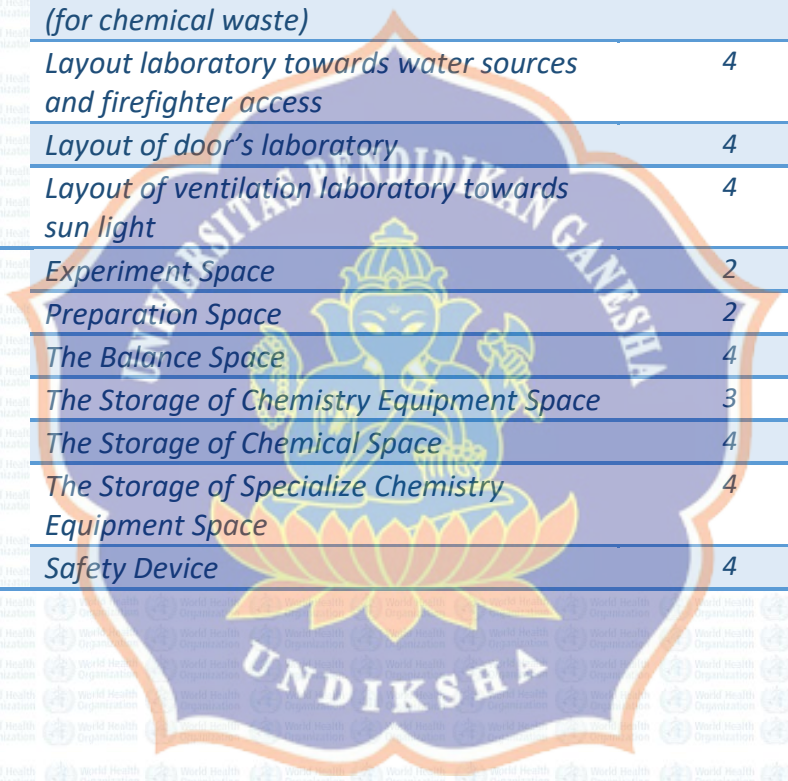 (for chemical waste)
Layout laboratory towards water sources 4
and firefighter access
Layout of door's laboratory 4
Layout of ventilation laboratory towards 4
sun light
Experiment Space 2
Preparation Space 2
The Balance Space 4
The Storage of Chemistry Equipment Space 3
The Storage of Chemical Space 4
The Storage of Specialize Chemistry 4
Equipment Space
Safety Device 4
UNIVERSITAS PENDIDIKAN GANESHA
UNDIKSHA
World Health Organization